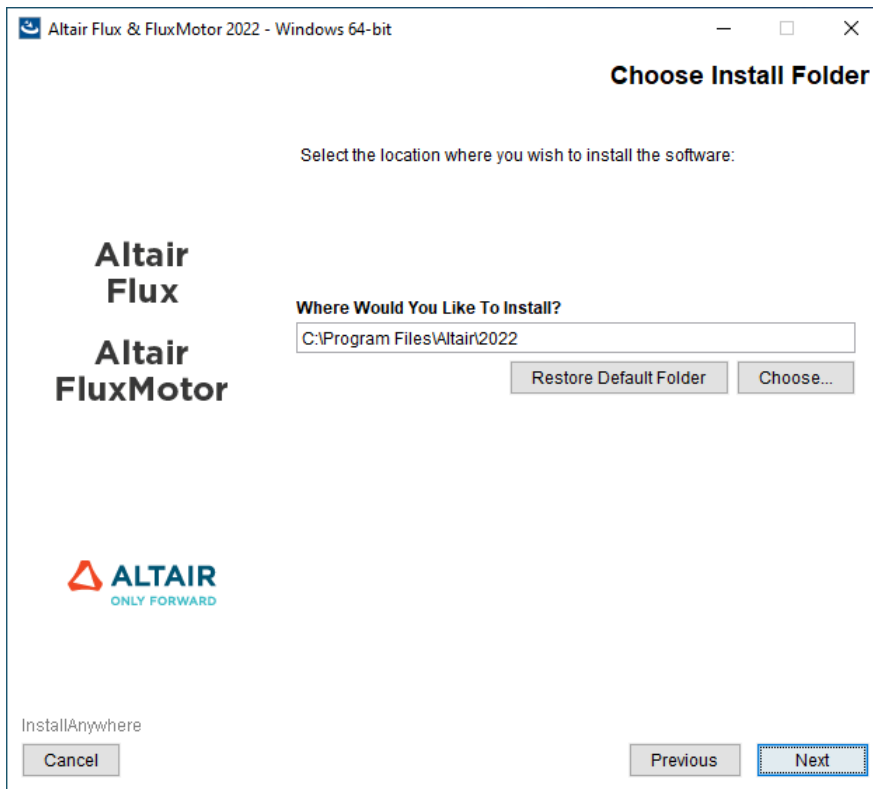 Altair Flux & FluxMotor 2022 - Windows 64-bit
Choose Install Folder
Select the location where you wish to install the software:
Altair
Flux
Altair
FluxMotor
Where Would You Like To Install?
C:\Program Files\Altair\2022
Restore Default Folder
Choose...
ALTAIR
ONLY FORWARD
InstallAnywhere
Cancel
Previous
Next